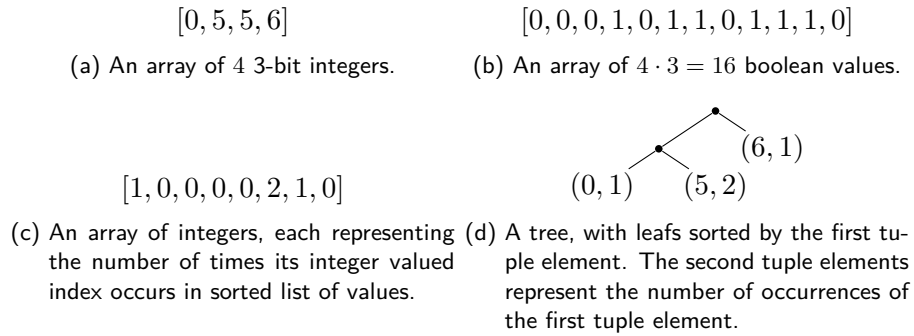 [0, 5, 5, 6]
(a) An array of 4 3-bit integers.
[0, 0, 0, 1, 0, 1, 1, 0, 1, 1, 1, 0]
(b) An array of 4 · 3 = 16 boolean values.
[1, 0, 0, 0, 0, 2, 1, 0]
(c) An array of integers, each representing
the number of times its integer valued
index occurs in sorted list of values.
(6, 1)
(0, 1) (5, 2)
(d) A tree, with leafs sorted by the first tu-
ple element. The second tuple elements
represent the number of occurrences of
the first tuple element.